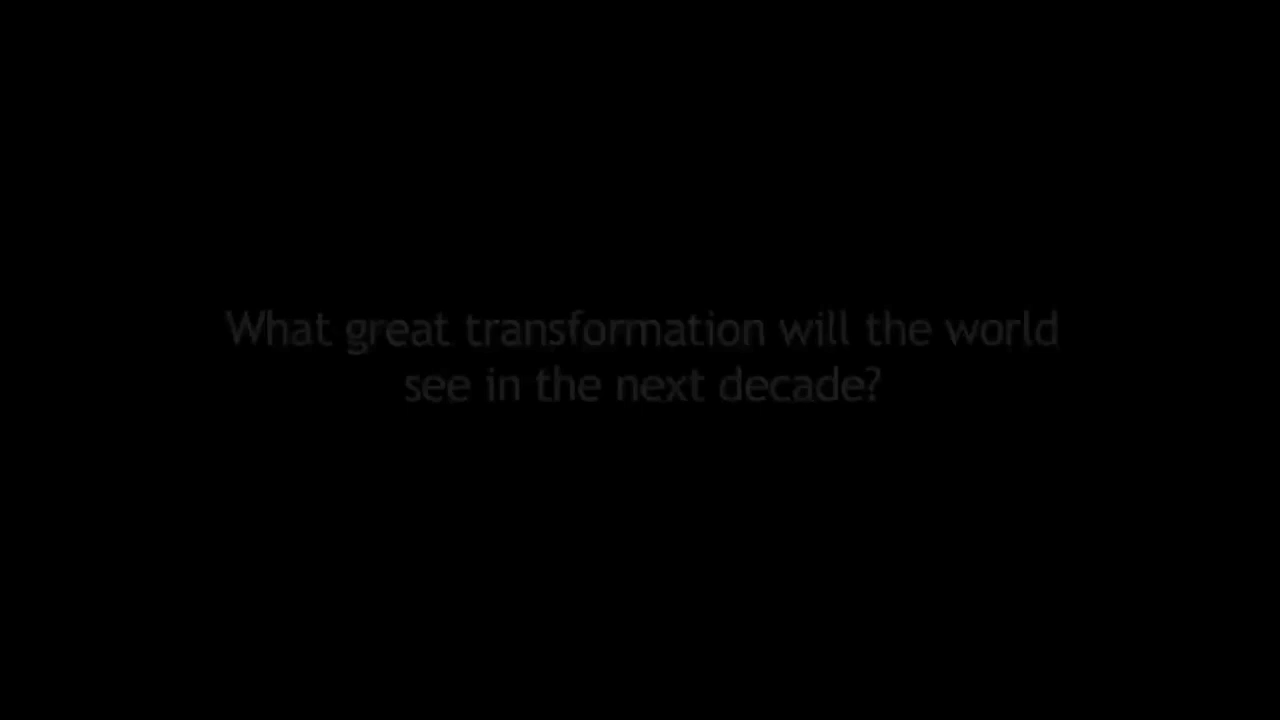 What great transformation will the world
see in the next decade?